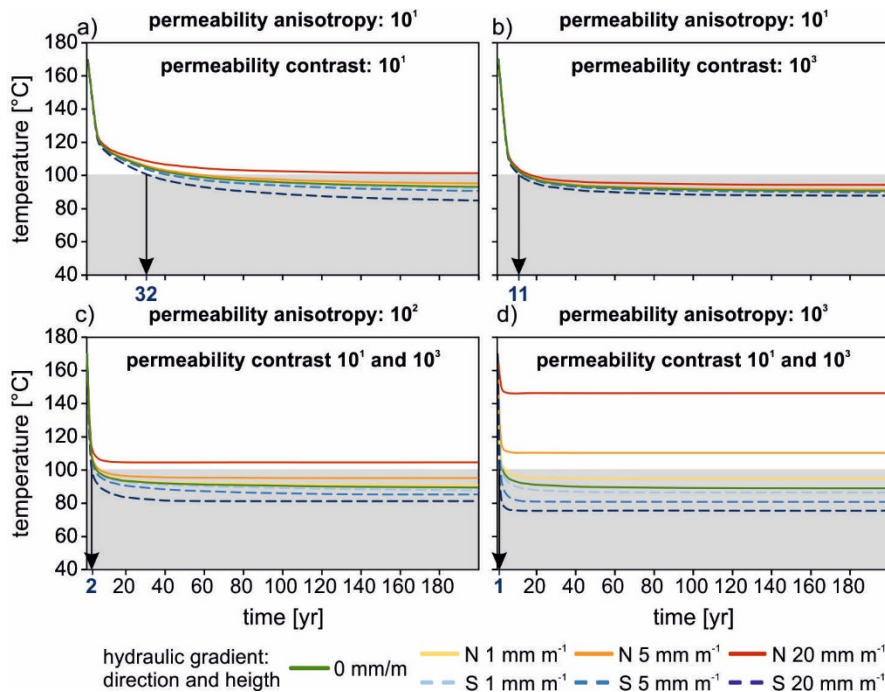 permeability anisotropy: 10¹
permeability anisotropy: 10¹
a)
b)
permeability contrast: 10¹
permeability contrast: 10³
temperature [°C]
180
160
140
120
100
80
60
40
32
11
permeability anisotropy: 10²
permeability anisotropy: 10³
c)
d)
permeability contrast 10¹ and 10³
permeability contrast 10¹ and 10³
temperature [°C]
180
160
140
120
100
80
60
40
2 20 40 60 80 100 120 140 160 180
1 20 40 60 80 100 120 140 160 180
time [yr]
time [yr]
hydraulic gradient:
direction and heigth
0 mm/m
N 1 mm m⁻¹
N 5 mm m⁻¹
N 20 mm m⁻¹
S 1 mm m⁻¹
S 5 mm m⁻¹
S 20 mm m⁻¹